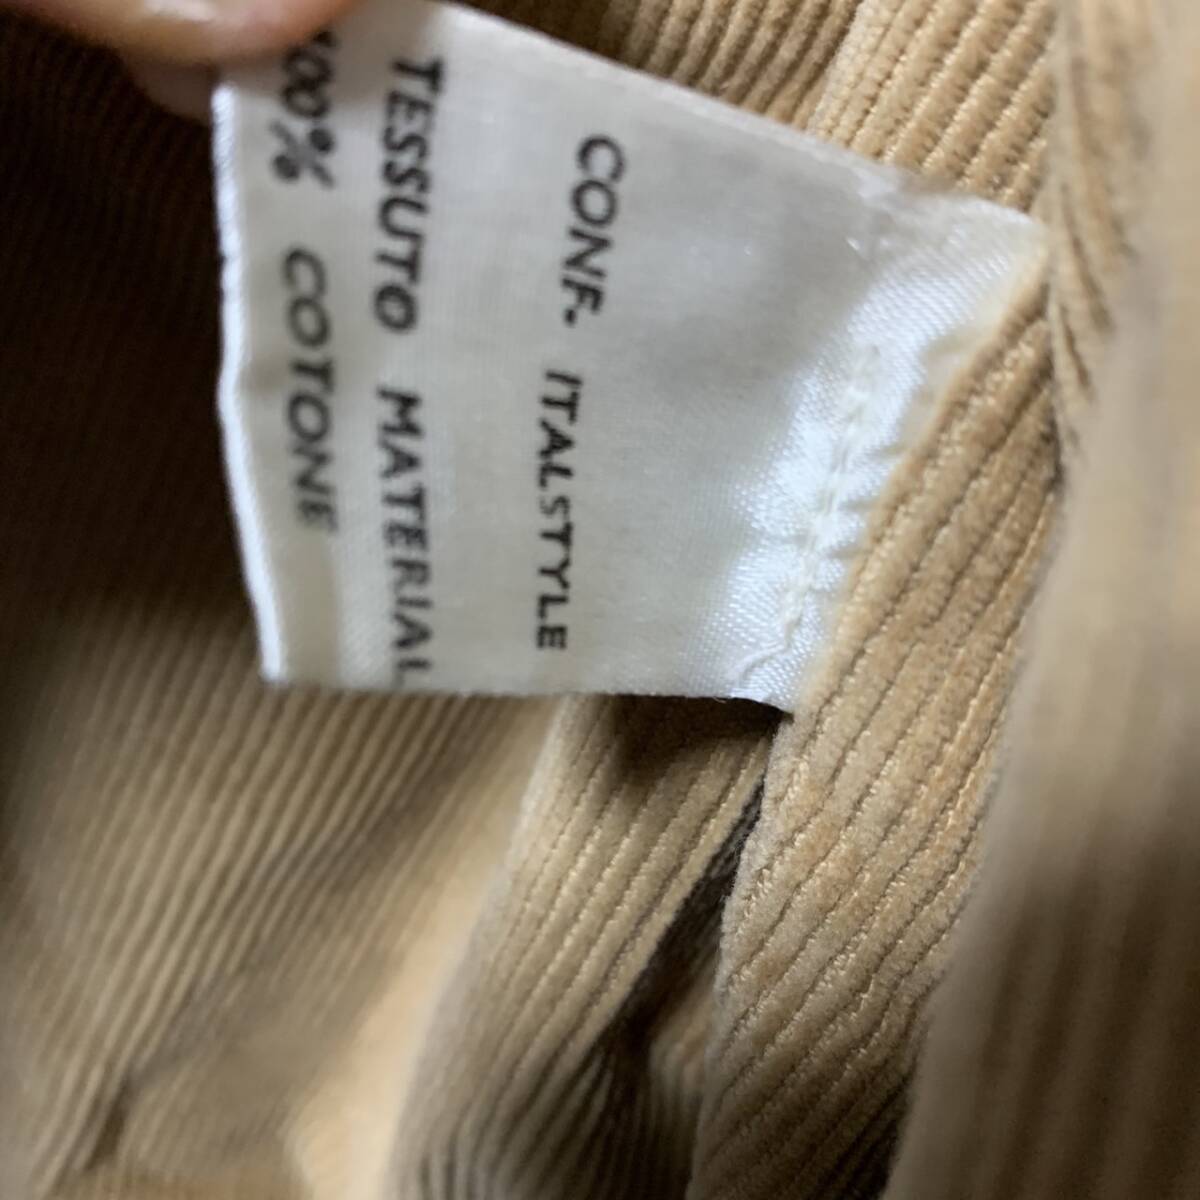 CONF. ITALSTYLE
TESSUTO MATERIAL
100% COTONE